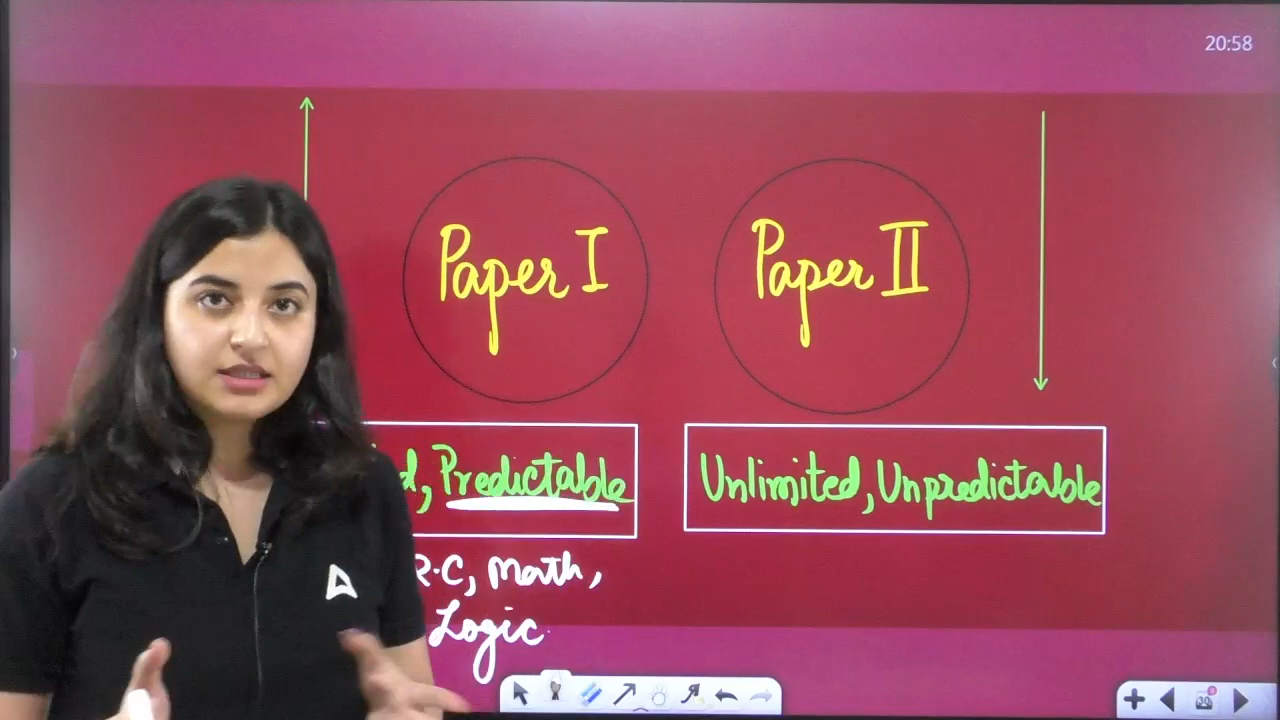 20:58
Paper I
Paper II
Predictable
Unlimited, Unpredictable
R.C, Math,
Logic